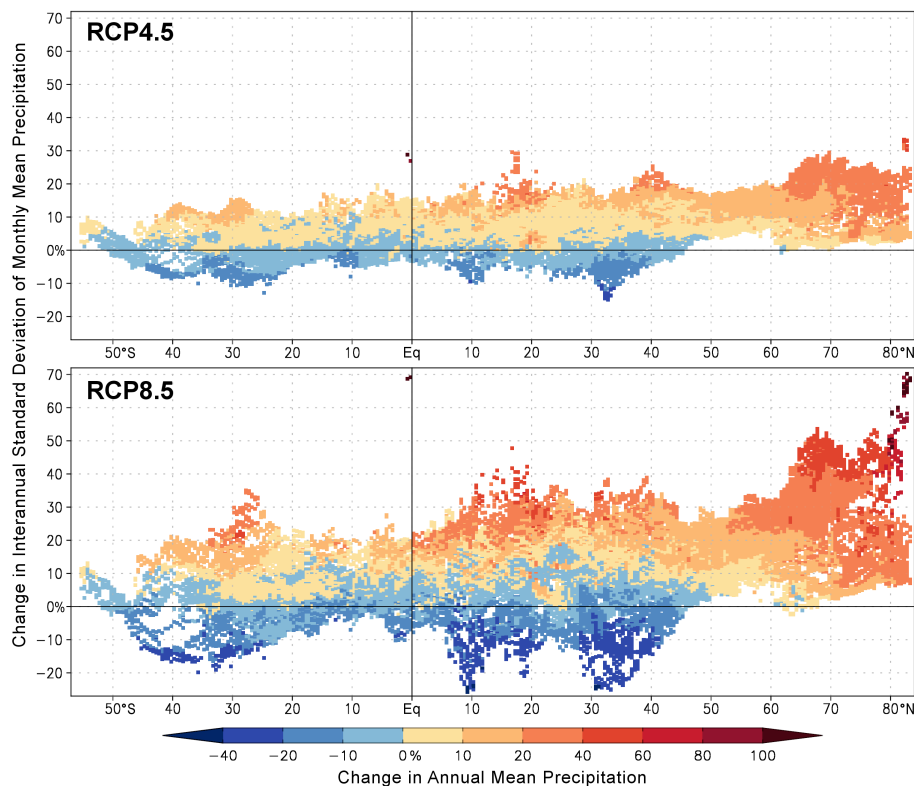 Change in Interannual Standard Deviation of Monthly Mean Precipitation
RCP4.5
70
60
50
40
30
20
10
0%
−10
−20
50°S 40 30 20 10 Eq 10 20 30 40 50 60 70 80°N
RCP8.5
70
60
50
40
30
20
10
0%
−10
−20
50°S 40 30 20 10 Eq 10 20 30 40 50 60 70 80°N
−40 −20 −10 0% 10 20 40 60 80 100
Change in Annual Mean Precipitation